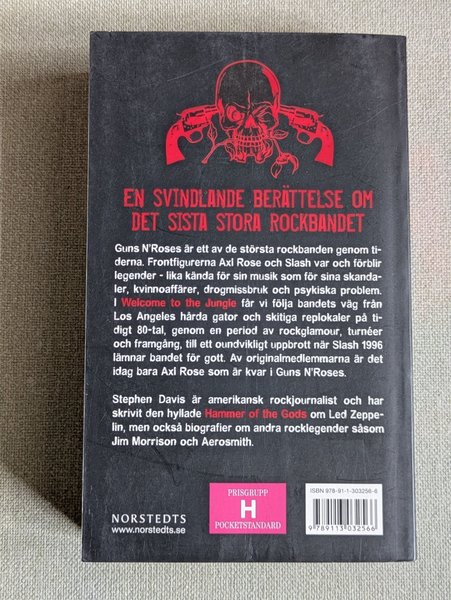 EN SVINDLANDE BERÄTTELSE OM
DET SISTA STORA ROCKBANDET
Guns N'Roses är ett av de största rockbanden genom ti-
derna. Frontfigurerna Axl Rose och Slash var och förblir
legender - lika kända för sin musik som för sina skanda-
ler, kvinnoaffärer, drogmissbruk och psykiska problem.
I Welcome to the Jungle får vi följa bandets väg från
Los Angeles hårda gator och skitiga replokaler på ti-
digt 80-tal, genom en period av rockglamour, turnéer
och framgång, till ett oundvikligt uppbrott när Slash 1996
lämnar bandet för gott. Av originalmedlemmarna är det
idag bara Axl Rose som är kvar i Guns N'Roses.
Stephen Davis är amerikansk rockjournalist och har
skrivit den hyllade Hammer of the Gods om Led Zeppe-
lin, men också biografier om andra rocklegender såsom
Jim Morrison och Aerosmith.
NORSTEDTS
www.norstedts.se
PRISGRUPP
H
POCKETSTANDARD
ISBN 978-91-1-303256-6
9 789113 032566